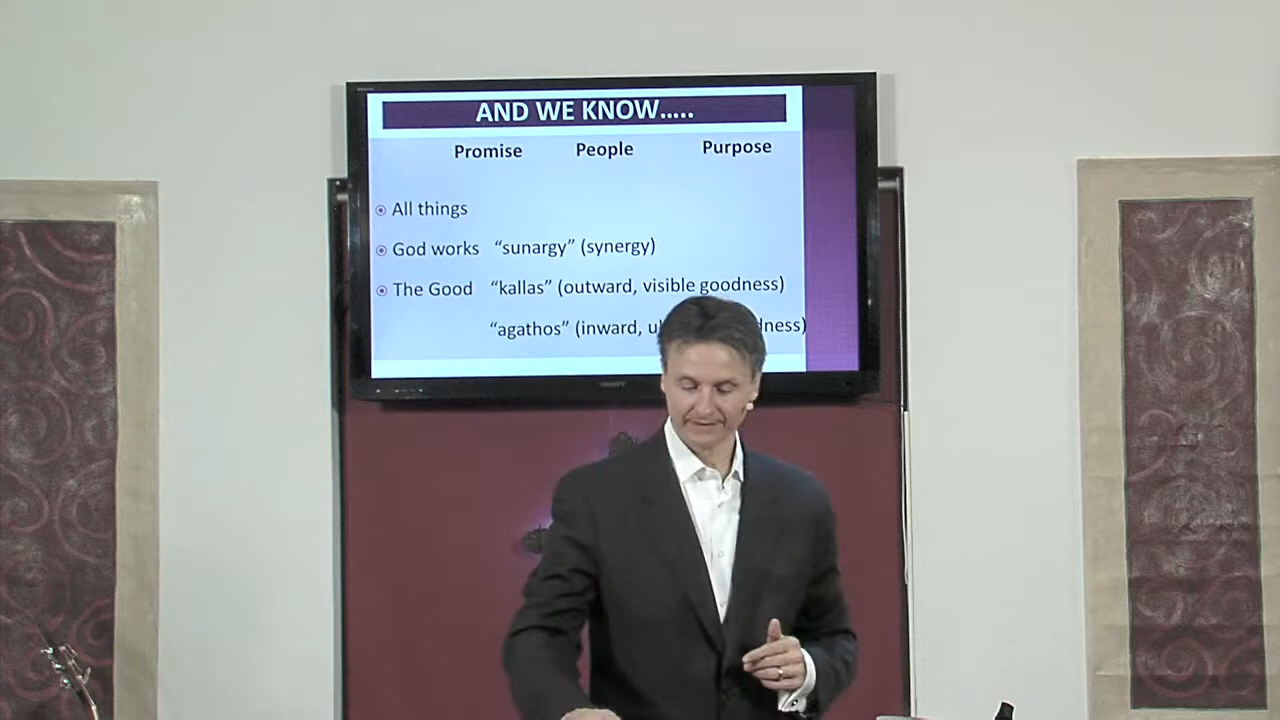 AND WE KNOW.....
Promise People Purpose
All things
God works "sunargy" (synergy)
The Good "kallas" (outward, visible goodness)
"agathos" (inward,